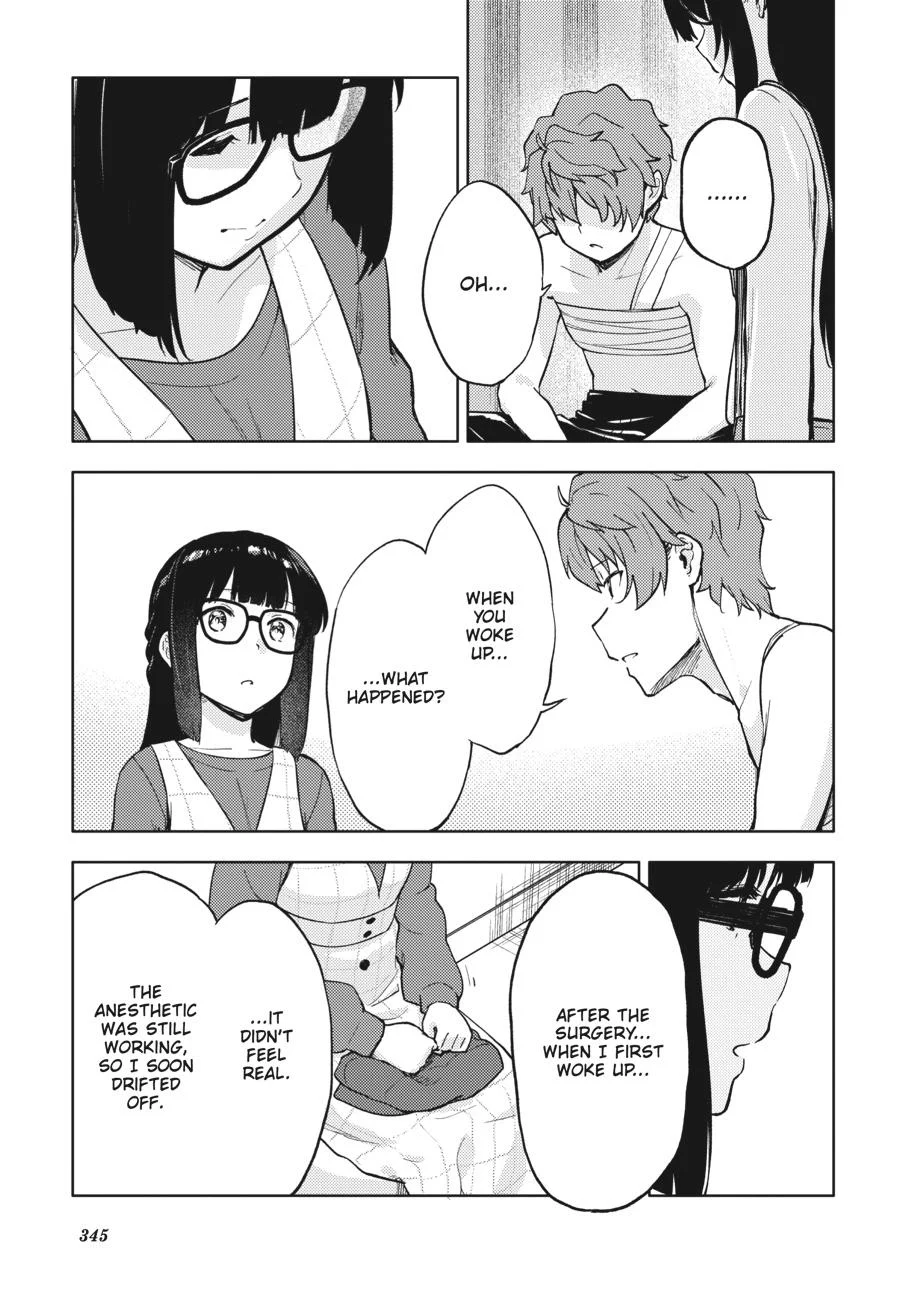 ......
OH...
WHEN
YOU
WOKE
UP...
...WHAT
HAPPENED?
AFTER THE
SURGERY...
WHEN I FIRST
WOKE UP...
...IT
DIDN'T
FEEL
REAL.
THE
ANESTHETIC
WAS STILL
WORKING,
SO I SOON
DRIFTED
OFF.
345